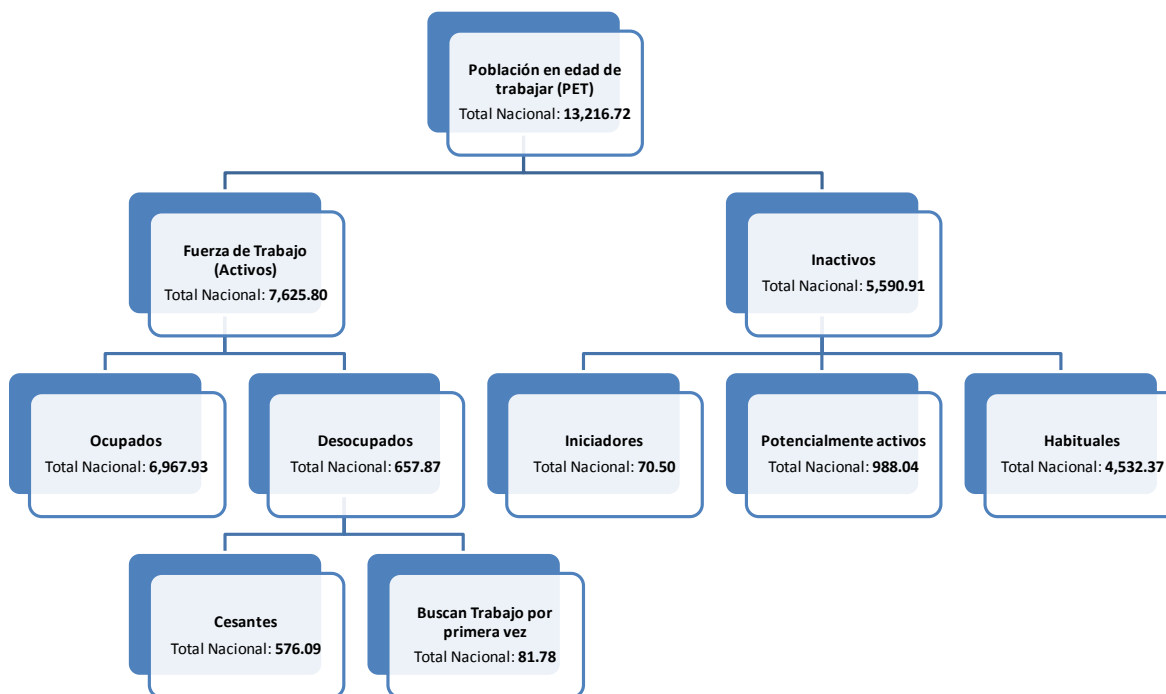 Población en edad de
trabajar (PET)
Total Nacional: 13,216.72
Fuerza de Trabajo
(Activos)
Total Nacional: 7,625.80
Inactivos
Total Nacional: 5,590.91
Ocupados
Total Nacional: 6,967.93
Desocupados
Total Nacional: 657.87
Iniciadores
Total Nacional: 70.50
Potencialmente activos
Total Nacional: 988.04
Habituales
Total Nacional: 4,532.37
Cesantes
Total Nacional: 576.09
Buscan Trabajo por
primera vez
Total Nacional: 81.78